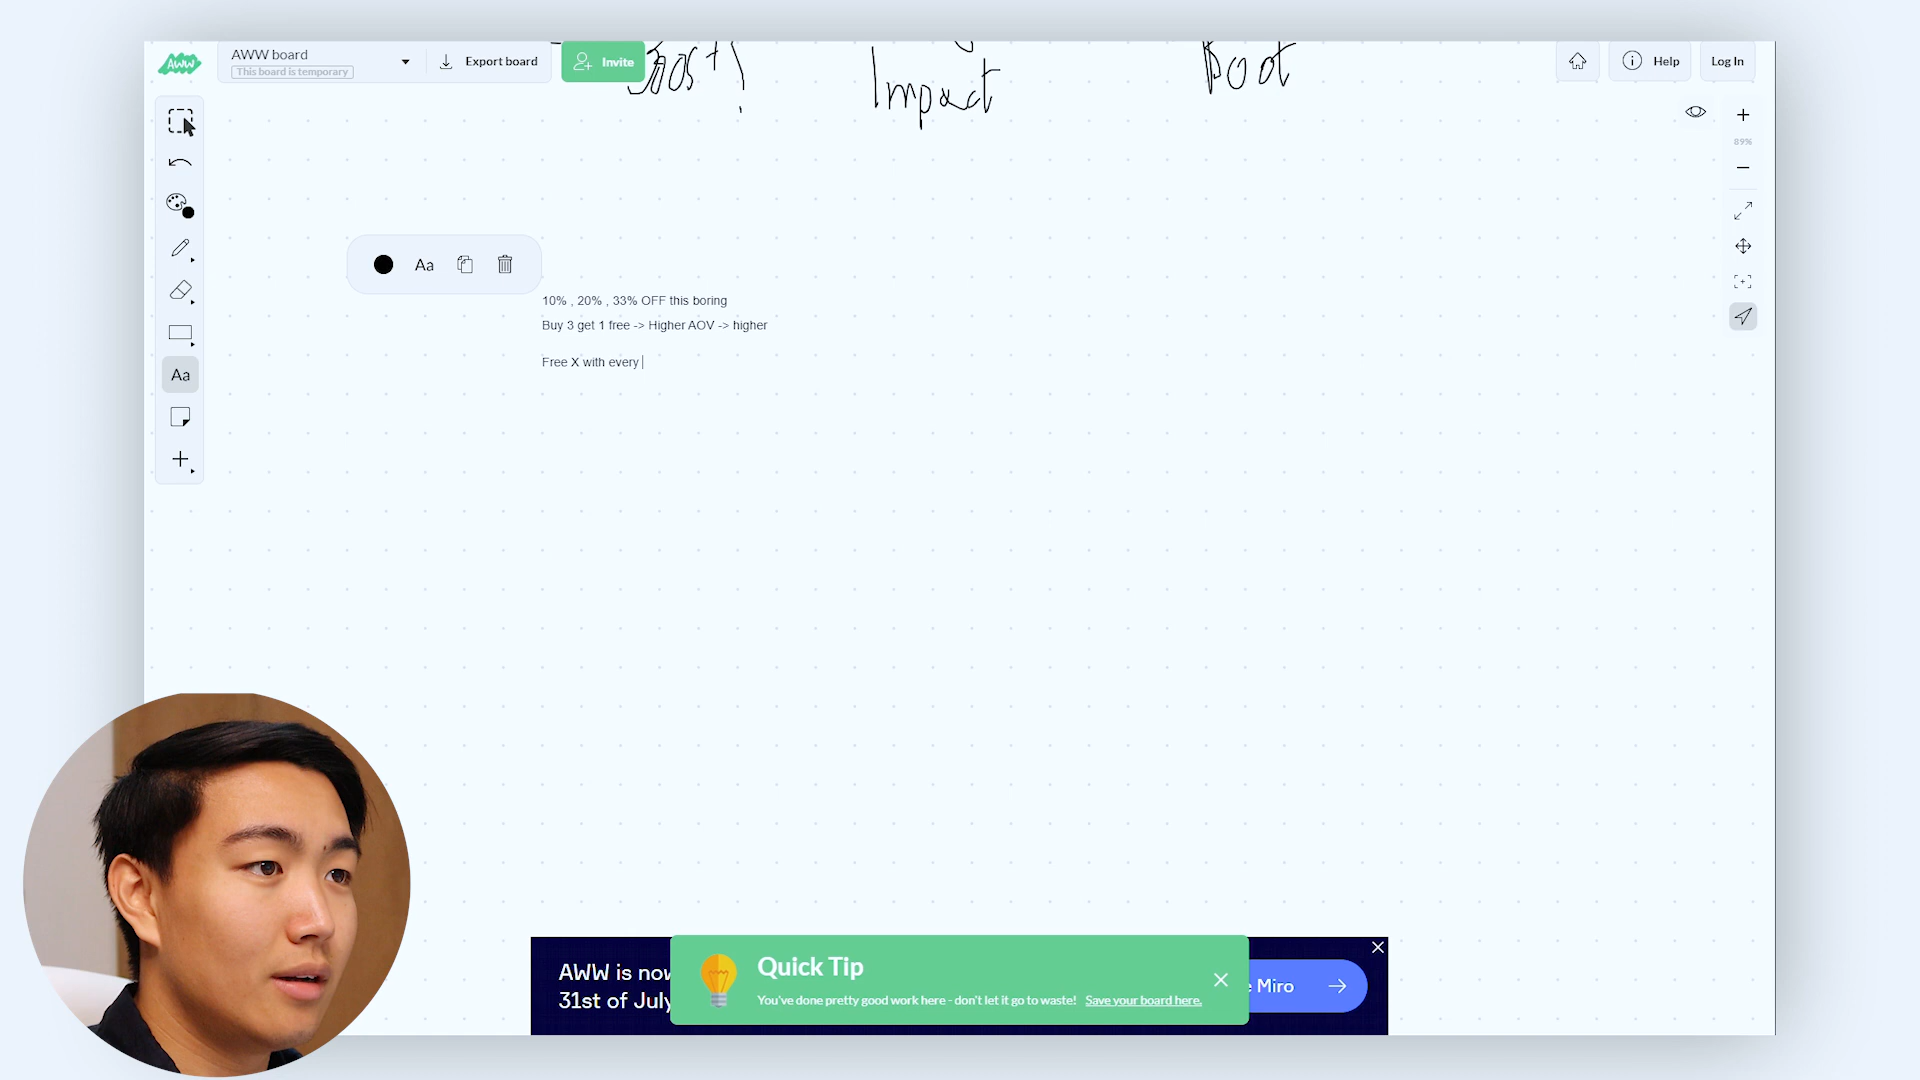 AWW
AWW board
This board is temporary
Export board
Invite
Help
Log In
Impact
89%
Aa
10% , 20% , 33% OFF this boring
Buy 3 get 1 free -> Higher AOV -> higher
Free X with every
Aa
AWW is now
31st of July
Quick Tip
You've done pretty good work here - don't let it go to waste! Save your board here.
Miro